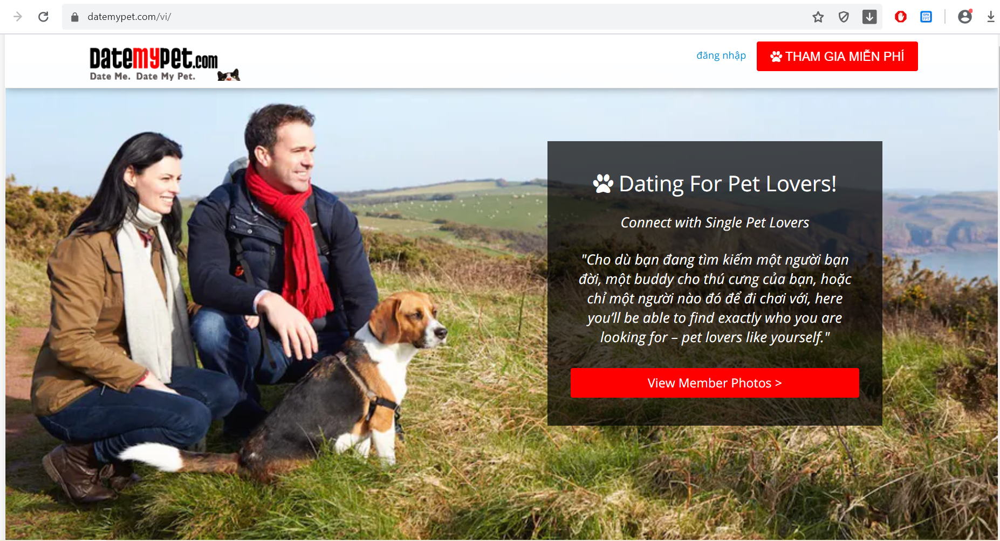 datemypet.com/vi/
GPA
FPT
DATEMYPET.com
Date Me. Date My Pet.
đăng nhập
THAM GIA MIỄN PHÍ
Dating For Pet Lovers!
Connect with Single Pet Lovers
"Cho dù bạn đang tìm kiếm một người bạn
đời, một buddy cho thú cưng của bạn, hoặc
chỉ một người nào đó để đi chơi với, here
you’ll be able to find exactly who you are
looking for – pet lovers like yourself."
View Member Photos >